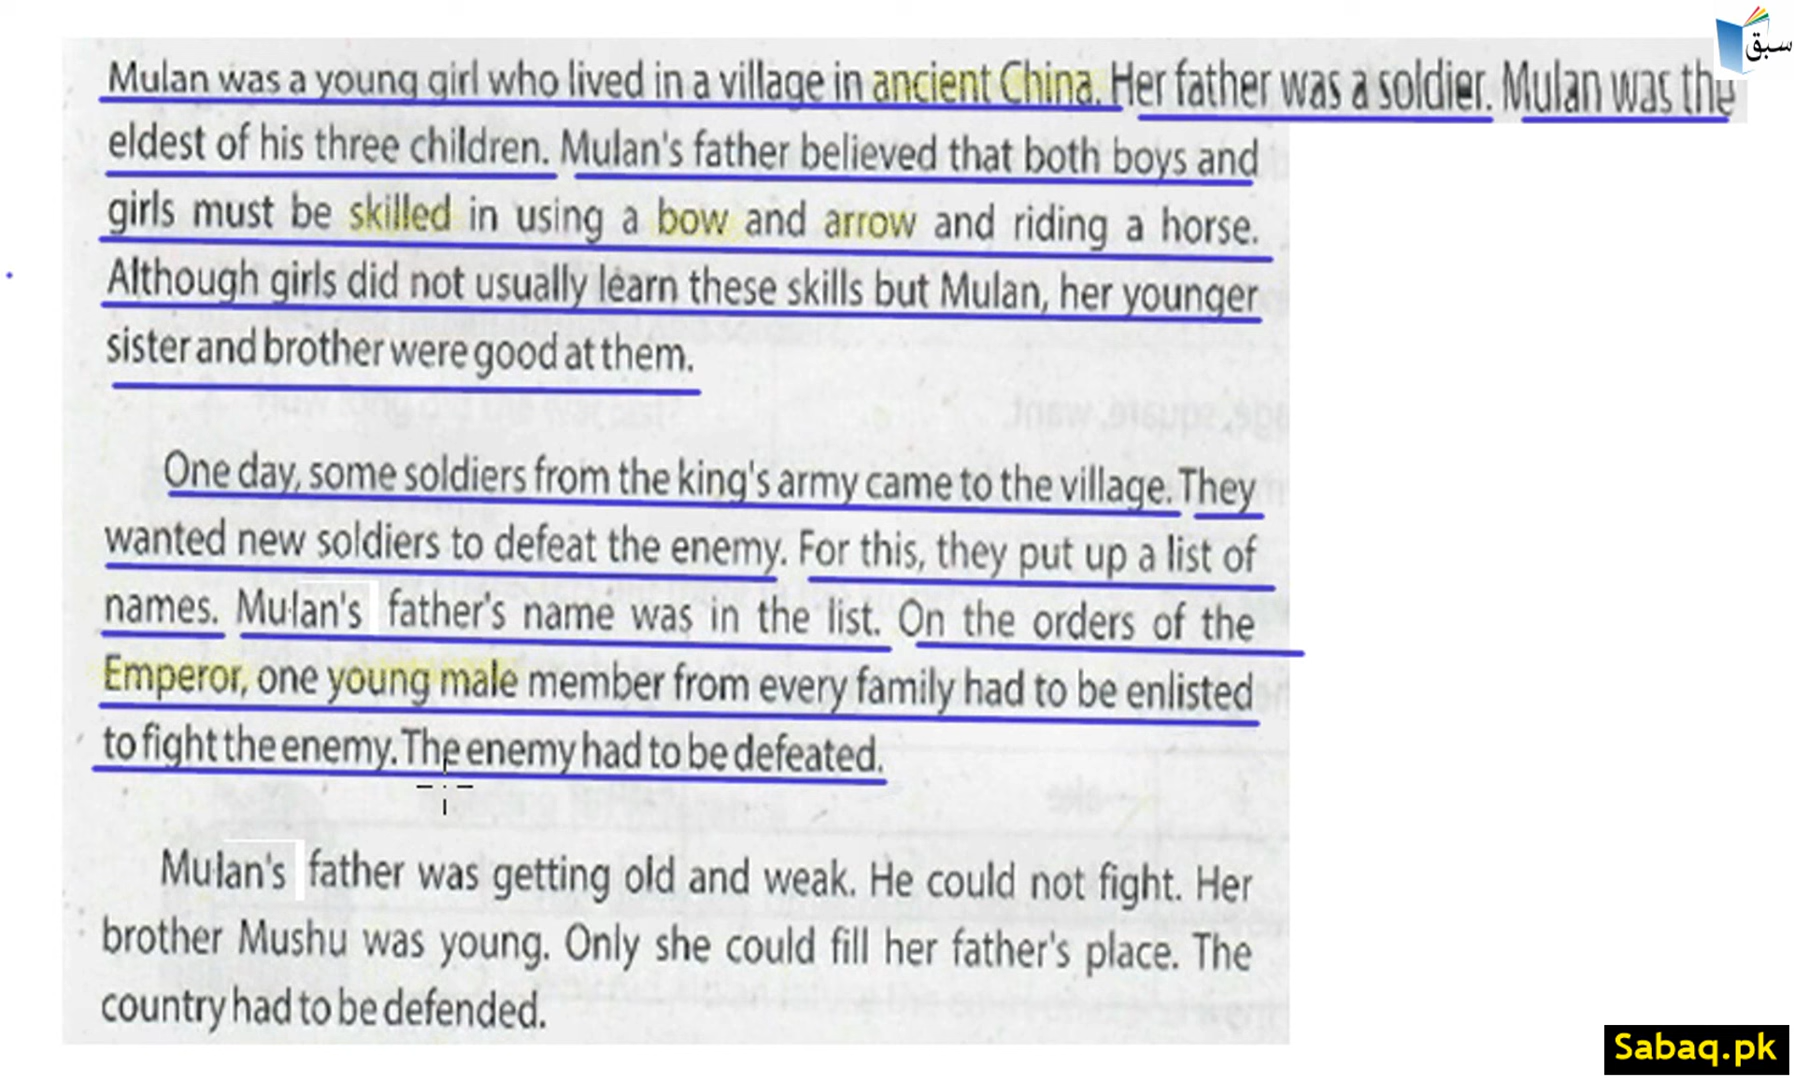 سبق
Mulan was a young girl who lived in a village in ancient China. Her father was a soldier. Mulan was the
eldest of his three children. Mulan's father believed that both boys and
girls must be skilled in using a bow and arrow and riding a horse.
Although girls did not usually learn these skills but Mulan, her younger
sister and brother were good at them.
One day, some soldiers from the king's army came to the village. They
wanted new soldiers to defeat the enemy. For this, they put up a list of
names. Mulan's father's name was in the list. On the orders of the
Emperor, one young male member from every family had to be enlisted
to fight the enemy. The enemy had to be defeated.
Mulan's father was getting old and weak. He could not fight. Her
brother Mushu was young. Only she could fill her father's place. The
country had to be defended.
Sabaq.pk